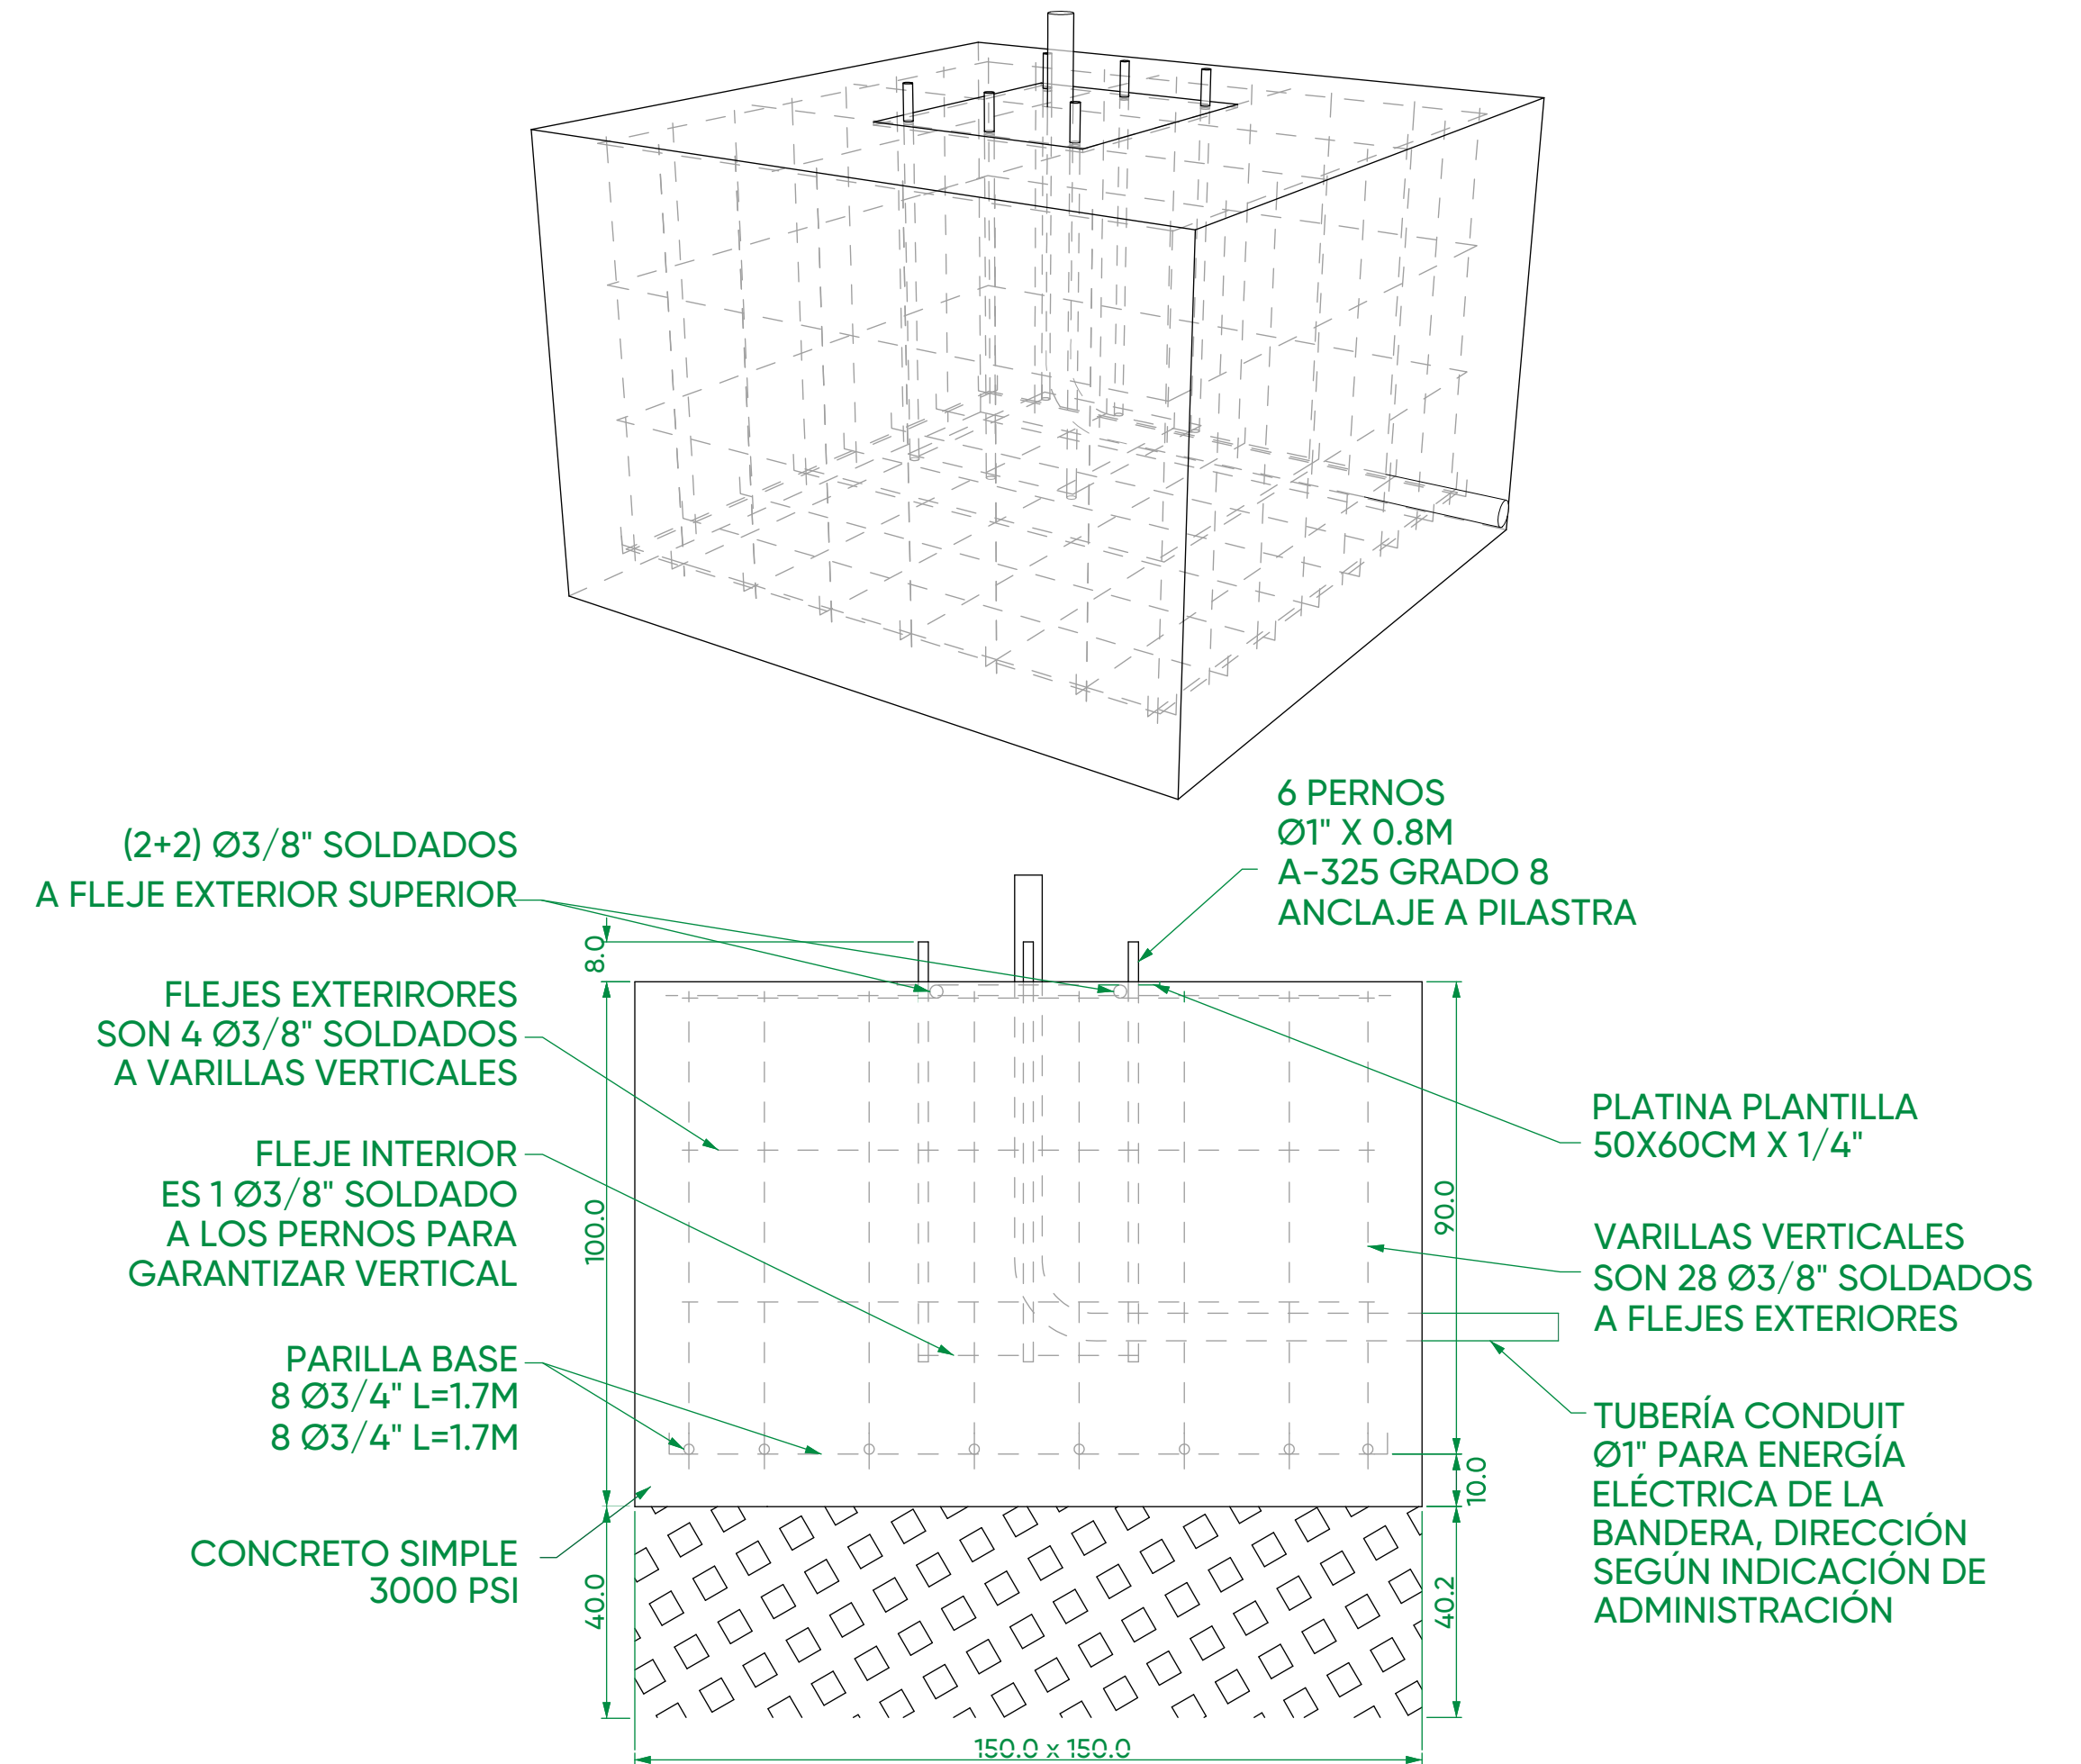 6 PERNOS
Ø1" X 0.8M
A-325 GRADO 8
ANCLAJE A PILASTRA
(2+2) Ø3/8" SOLDADOS
A FLEJE EXTERIOR SUPERIOR
8.0
FLEJES EXTERIRORES
SON 4 Ø3/8" SOLDADOS
A VARILLAS VERTICALES
FLEJE INTERIOR
ES 1 Ø3/8" SOLDADO
A LOS PERNOS PARA
GARANTIZAR VERTICAL
100.0
PARILLA BASE
8 Ø3/4" L=1.7M
8 Ø3/4" L=1.7M
CONCRETO SIMPLE
3000 PSI
40.0
PLATINA PLANTILLA
50X60CM X 1/4"
90.0
VARILLAS VERTICALES
SON 28 Ø3/8" SOLDADOS
A FLEJES EXTERIORES
TUBERÍA CONDUIT
Ø1" PARA ENERGÍA
ELÉCTRICA DE LA
BANDERA, DIRECCIÓN
SEGÚN INDICACIÓN DE
ADMINISTRACIÓN
10.0
40.2
150.0 x 150.0